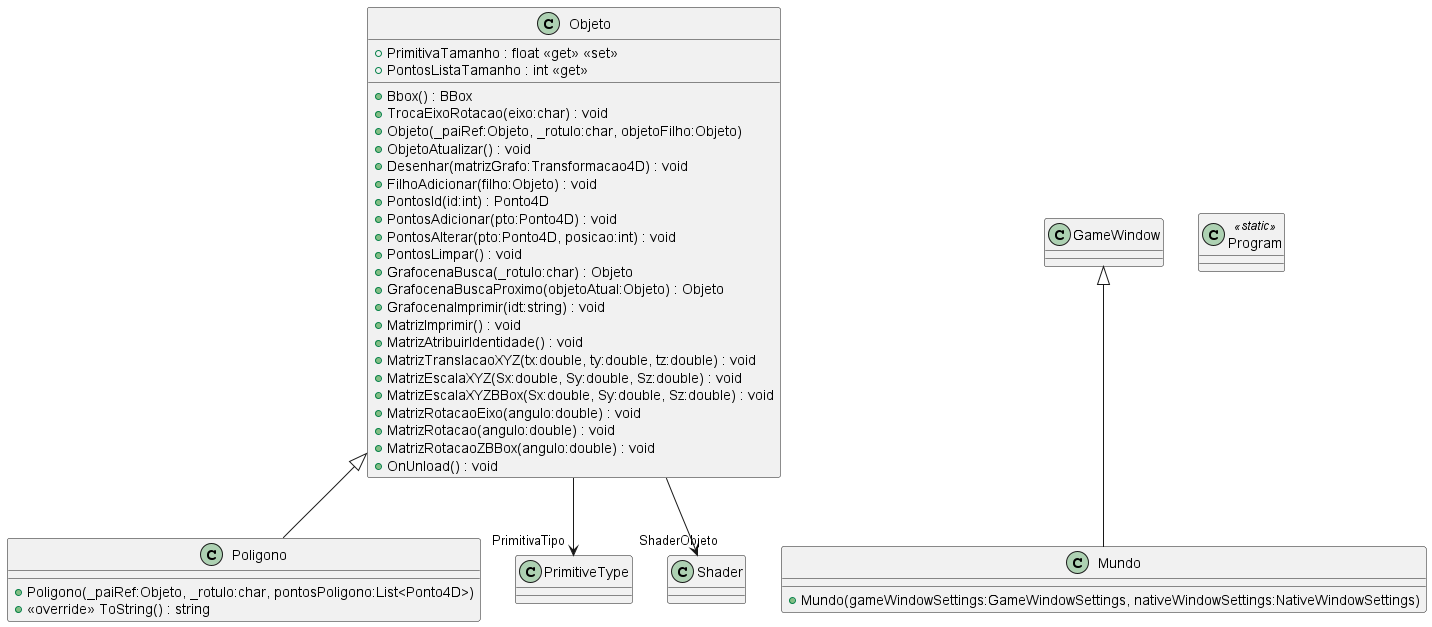 C Objeto
PrimitivaTamanho : float «get» «set»
PontosListaTamanho : int «get»
Bbox() : BBox
TrocaEixoRotacao(eixo:char) : void
Objeto(_paiRef:Objeto, _rotulo:char, objetoFilho:Objeto)
ObjetoAtualizar() : void
Desenhar(matrizGrafo:Transformacao4D) : void
FilhoAdicionar(filho:Objeto) : void
PontosId(id:int) : Ponto4D
PontosAdicionar(pto:Ponto4D) : void
PontosAlterar(pto:Ponto4D, posicao:int) : void
PontosLimpar() : void
GrafocenaBusca(_rotulo:char) : Objeto
GrafocenaBuscaProximo(objetoAtual:Objeto) : Objeto
GrafocenaImprimir(idt:string) : void
MatrizImprimir() : void
MatrizAtribuirIdentidade() : void
MatrizTranslacaoXYZ(tx:double, ty:double, tz:double) : void
MatrizEscalaXYZ(Sx:double, Sy:double, Sz:double) : void
MatrizEscalaXYZBBox(Sx:double, Sy:double, Sz:double) : void
MatrizRotacaoEixo(angulo:double) : void
MatrizRotacao(angulo:double) : void
MatrizRotacaoZBBox(angulo:double) : void
OnUnload() : void
C GameWindow
«static»
C Program
PrimitivaTipo
ShaderObjeto
C Poligono
Poligono(_paiRef:Objeto, _rotulo:char, pontosPoligono:List<Ponto4D>)
«override» ToString() : string
C PrimitiveType
C Shader
C Mundo
Mundo(gameWindowSettings:GameWindowSettings, nativeWindowSettings:NativeWindowSettings)